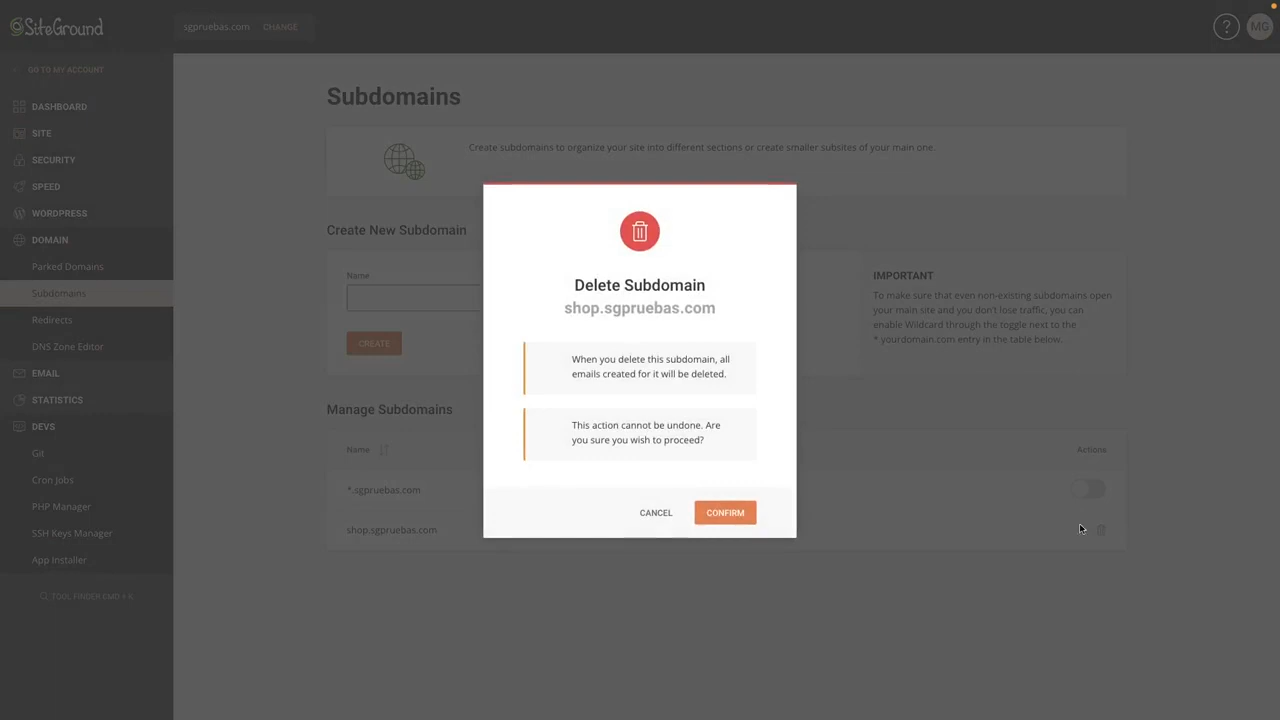 SiteGround
sgpruebas.com CHANGE
?
MG
GO TO MY ACCOUNT
DASHBOARD
SITE
SECURITY
SPEED
WORDPRESS
DOMAIN
Parked Domains
Subdomains
Redirects
DNS Zone Editor
EMAIL
STATISTICS
DEVS
Git
Cron Jobs
PHP Manager
SSH Keys Manager
App Installer
TOOL FINDER CMD + K
Subdomains
Create subdomains to organize your site into different sections or create smaller subsites of your main one.
Create New Subdomain
Name
CREATE
IMPORTANT
To make sure that even non-existing subdomains open
your main site and you don't lose traffic, you can
enable Wildcard through the toggle next to the
*.yourdomain.com entry in the table below.
Manage Subdomains
Name
Actions
*.sgpruebas.com
shop.sgpruebas.com
Delete Subdomain
shop.sgpruebas.com
When you delete this subdomain, all
emails created for it will be deleted.
This action cannot be undone. Are
you sure you wish to proceed?
CANCEL
CONFIRM